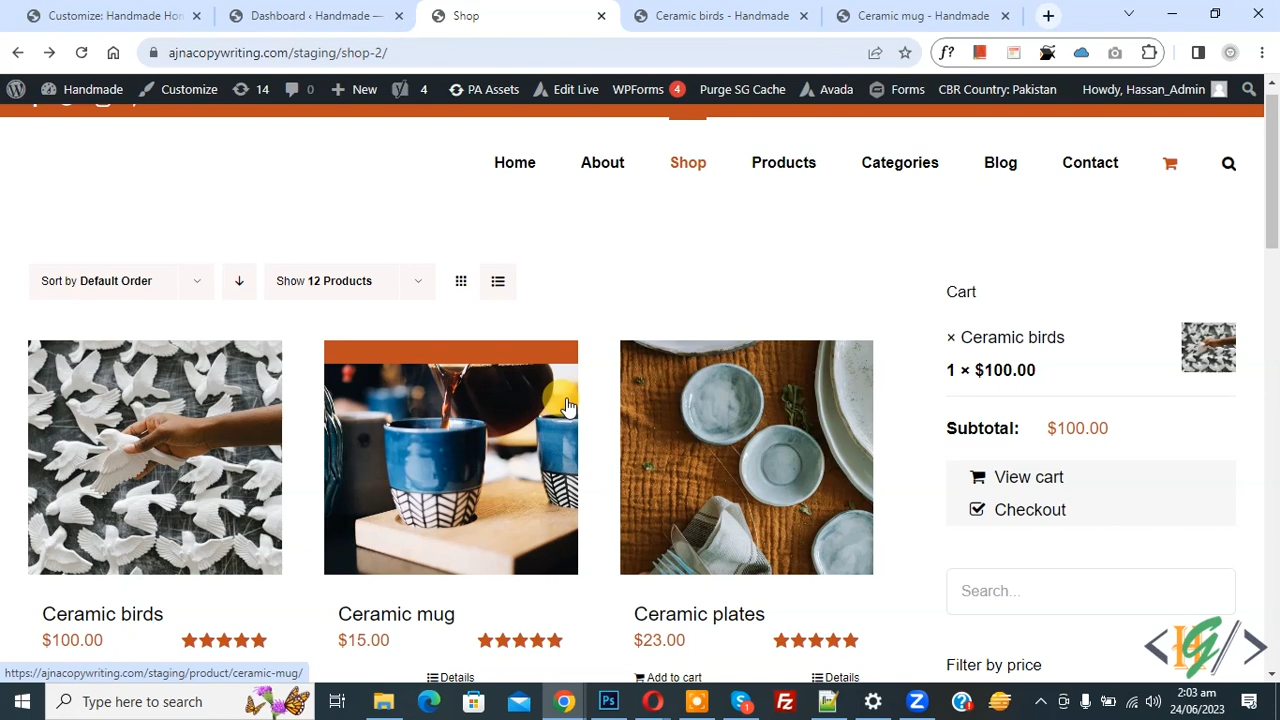 Customize: Handmade Hom
Dashboard ‹ Handmade —
Shop
Ceramic birds - Handmade
Ceramic mug - Handmade
ajnacopywriting.com/staging/shop-2/
f?
Handmade
Customize
14
0
New
4
PA Assets
Edit Live
WPForms 4
Purge SG Cache
Avada
Forms
CBR Country: Pakistan
Howdy, Hassan_Admin
Home
About
Shop
Products
Categories
Blog
Contact
Sort by Default Order
Show 12 Products
Cart
× Ceramic birds
1 × $100.00
Subtotal: $100.00
View cart
Checkout
Search...
Filter by price
Ceramic birds
$100.00
Ceramic mug
$15.00
Ceramic plates
$23.00
Details
Add to cart
Details
https://ajnacopywriting.com/staging/product/ceramic-mug/
HG
Type here to search
2:03 am
24/06/2023